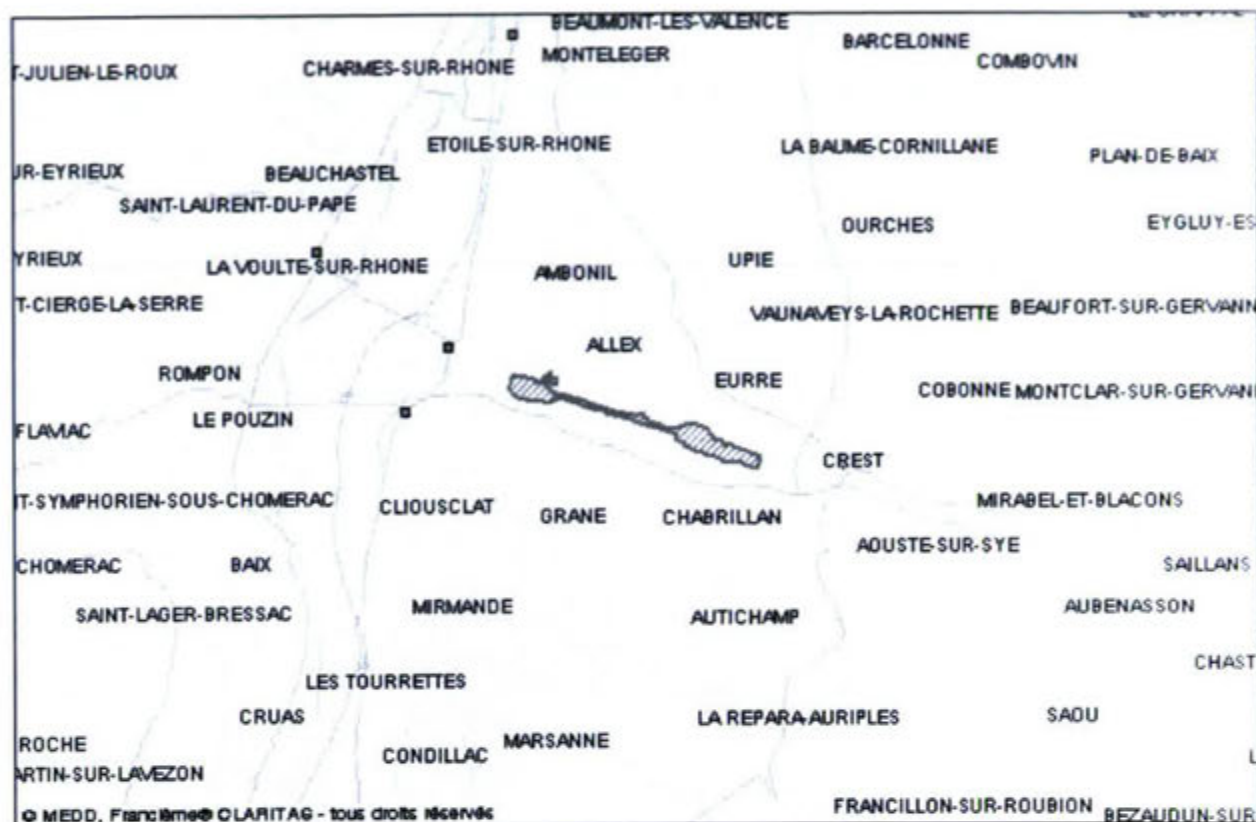 BEAUMONT-LES-VALENCE
BARCELONNE
MONTELEGER
COMBOVIN
T-JULIEN-LE-ROUX
CHARMES-SUR-RHONE
ETOILE-SUR-RHONE
LA BAUME-CORNILLANE
PLAN-DE-BAIX
UR-EYRIEUX
BEAUCHASTEL
SAINT-LAURENT-DU-PAPE
OURCHES
EYGLUY-ES
YRIEUX
LA VOULTE-SUR-RHONE
AMBONIL
UPIE
T-CIERGE-LA-SERRE
VAUNAVEYS-LA-ROCHETTE
BEAUFORT-SUR-GERVANN
ALLEX
ROMPON
EURRE
COBONNE
MONTCLAR-SUR-GERVAN
LE POUZIN
FLAVIAC
CREST
NT-SYMPHORIEN-SOUS-CHOMERAC
CLIOUSCLAT
GRANE
CHABRILLAN
MIRABEL-ET-BLACONS
AOUSTE-SUR-SYE
CHOMERAC
BAIX
SAILLANS
SAINT-LAGER-BRESSAC
MIRMANDE
AUTICHAMP
AUBENASSON
CHAST
LES TOURRETTES
CRUAS
LA REPARA-AURIPLES
SAOU
ROCHE
CONDILLAC
MARSANNE
ARTIN-SUR-LAVEZON
FRANCILLON-SUR-ROUBION
BEZAUDUN-SUR
© MEDD, Francième® CLARITAG - tous droits réservés